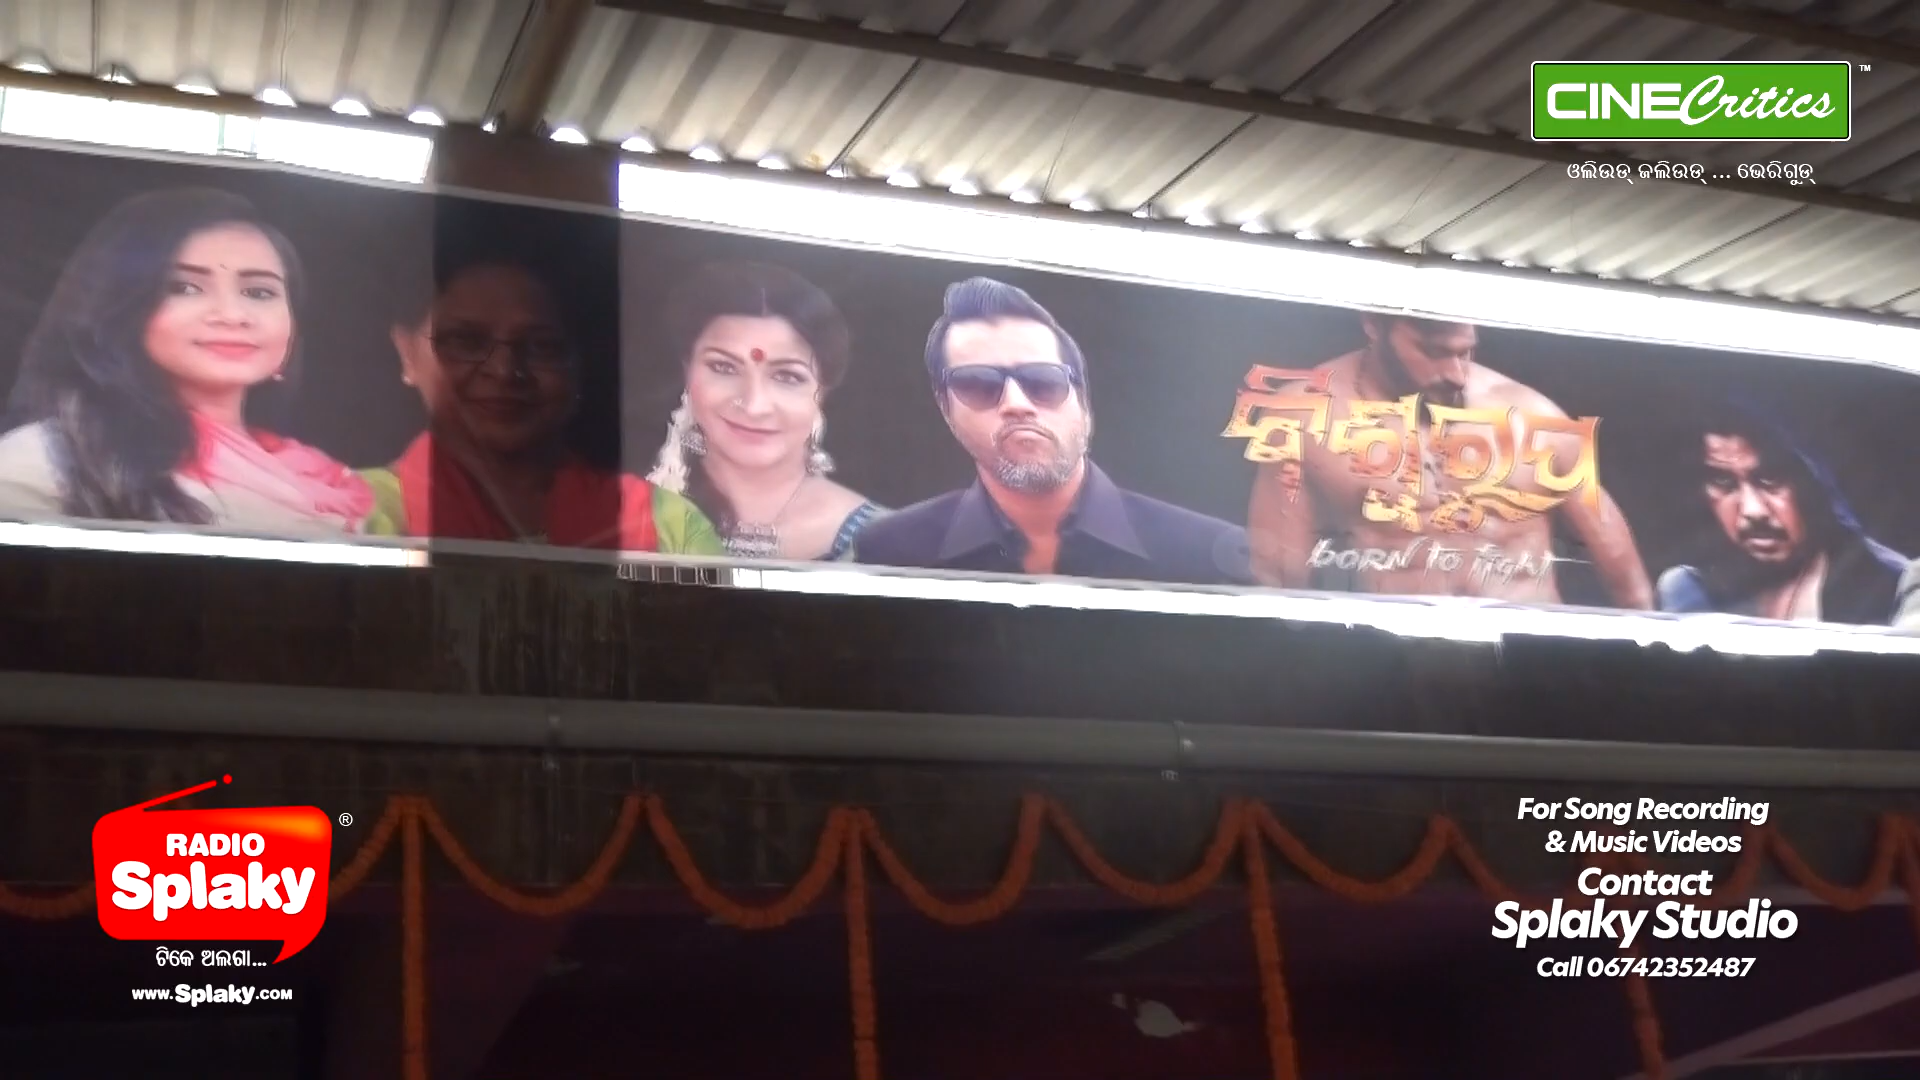 CINECritics™
ଓଲିଉଡ୍ ଜଲିଉଡ୍ ... ଭେରିଗୁଡ୍
BORN TO fight
RADIO
Splaky®
ଟିକେ ଅଲଗା...
www.Splaky.com
For Song Recording
& Music Videos
Contact
Splaky Studio
Call 06742352487